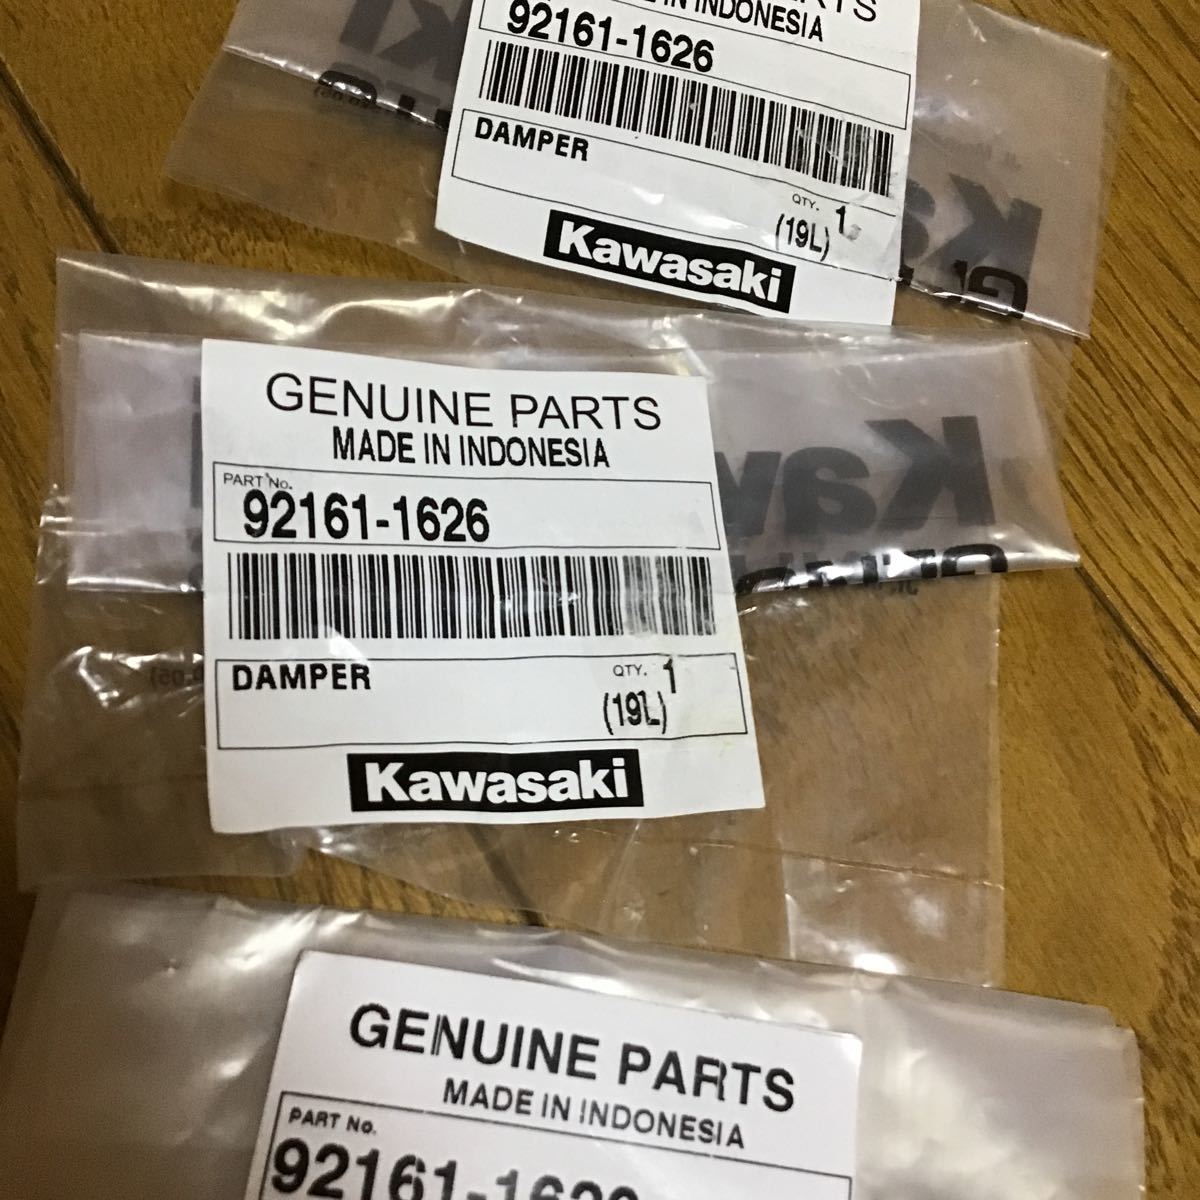 MADE IN INDONESIA
92161-1626
DAMPER
QTY. 1
(19L)
Kawasaki
GENUINE PARTS
MADE IN INDONESIA
PART No.
92161-1626
DAMPER
QTY. 1
(19L)
Kawasaki
GENUINE PARTS
MADE IN INDONESIA
PART No.